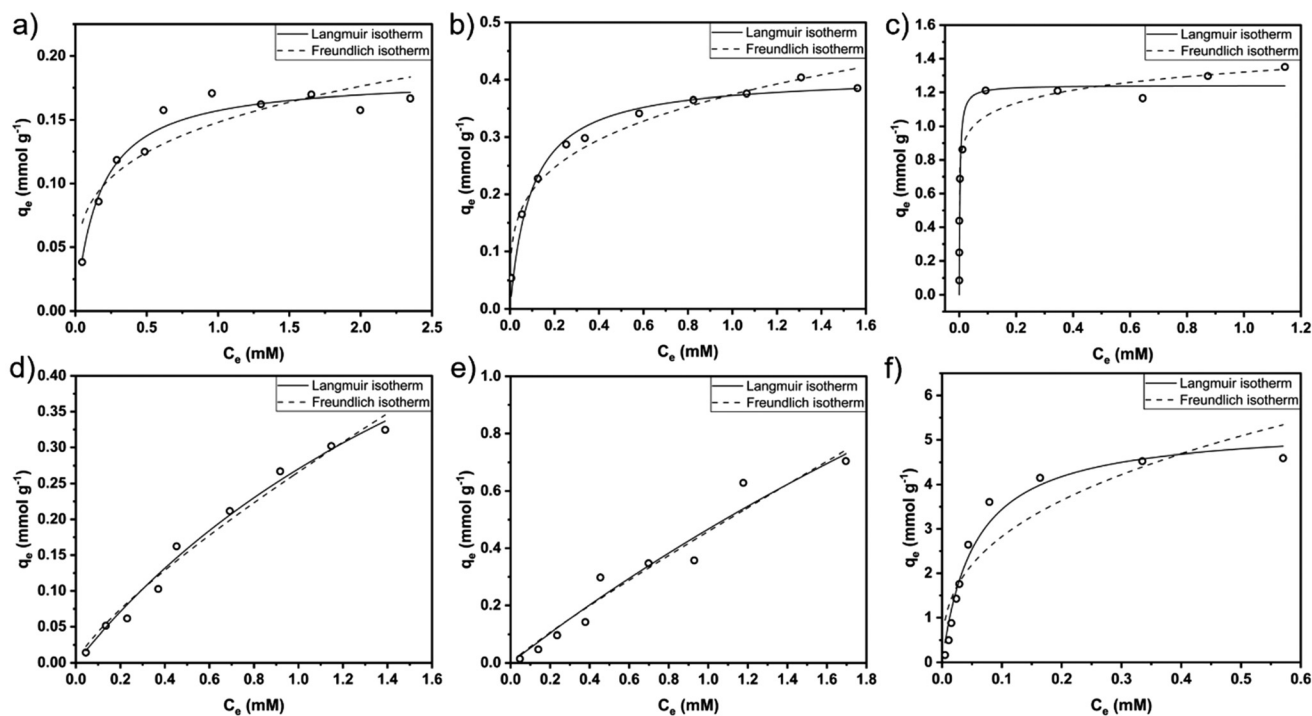 a)
Langmuir isotherm
Freundlich isotherm
0.20
0.15
0.10
0.05
0.00
qe (mmol g-1)
0.0 0.5 1.0 1.5 2.0 2.5
Ce (mM)
b)
Langmuir isotherm
Freundlich isotherm
0.5
0.4
0.3
0.2
0.1
0.0
qe (mmol g-1)
0.0 0.2 0.4 0.6 0.8 1.0 1.2 1.4 1.6
Ce (mM)
c)
Langmuir isotherm
Freundlich isotherm
1.6
1.4
1.2
1.0
0.8
0.6
0.4
0.2
0.0
qe (mmol g-1)
0.0 0.2 0.4 0.6 0.8 1.0 1.2
Ce (mM)
d)
Langmuir isotherm
Freundlich isotherm
0.40
0.35
0.30
0.25
0.20
0.15
0.10
0.05
0.00
qe (mmol g-1)
0.0 0.2 0.4 0.6 0.8 1.0 1.2 1.4 1.6
Ce (mM)
e)
Langmuir isotherm
Freundlich isotherm
1.0
0.8
0.6
0.4
0.2
0.0
qe (mmol g-1)
0.0 0.2 0.4 0.6 0.8 1.0 1.2 1.4 1.6 1.8
Ce (mM)
f)
Langmuir isotherm
Freundlich isotherm
6
5
4
3
2
1
0
qe (mmol g-1)
0.0 0.1 0.2 0.3 0.4 0.5 0.6
Ce (mM)